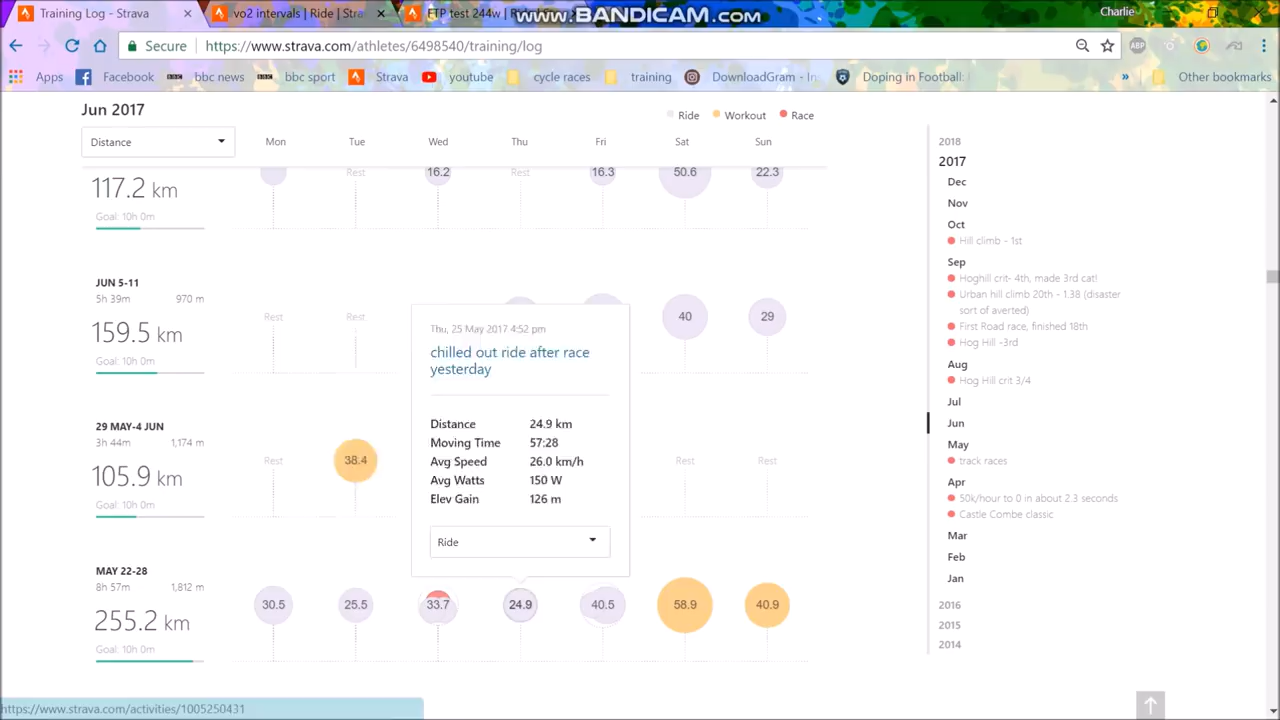 Training Log - Strava
vo2 intervals | Ride | Stra
FTP test 244w | Ri
www.BANDICAM.com
Charlie
Secure
https://www.strava.com/athletes/6498540/training/log
ABP
Apps
Facebook
bbc news
bbc sport
Strava
youtube
cycle races
training
DownloadGram - In
Doping in Football:
»
Other bookmarks
Jun 2017
Ride
Workout
Race
Distance
Mon
Tue
Wed
Thu
Fri
Sat
Sun
117.2 km
Goal: 10h 0m
Rest
16.2
Rest
16.3
50.6
22.3
JUN 5-11
5h 39m
970 m
159.5 km
Goal: 10h 0m
Rest
Rest
40
29
29 MAY-4 JUN
3h 44m
1,174 m
105.9 km
Goal: 10h 0m
Rest
38.4
Rest
Rest
MAY 22-28
8h 57m
1,812 m
255.2 km
Goal: 10h 0m
30.5
25.5
33.7
24.9
40.5
58.9
40.9
Thu, 25 May 2017 4:52 pm
chilled out ride after race
yesterday
Distance 24.9 km
Moving Time 57:28
Avg Speed 26.0 km/h
Avg Watts 150 W
Elev Gain 126 m
Ride
2018
2017
Dec
Nov
Oct
Hill climb - 1st
Sep
Hoghill crit- 4th, made 3rd cat!
Urban hill climb 20th - 1.38 (disaster
sort of averted)
First Road race, finished 18th
Hog Hill -3rd
Aug
Hog Hill crit 3/4
Jul
Jun
May
track races
Apr
50k/hour to 0 in about 2.3 seconds
Castle Combe classic
Mar
Feb
Jan
2016
2015
2014
https://www.strava.com/activities/1005250431